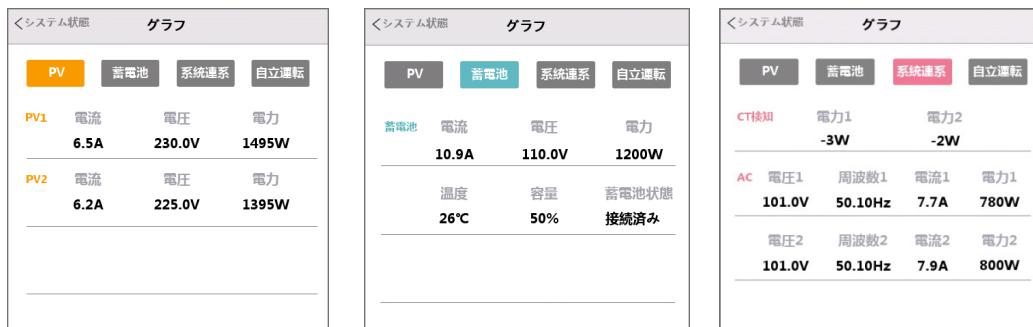 システム状態 グラフ
PV 蓄電池 系統連系 自立運転
PV1 電流 電圧 電力
6.5A 230.0V 1495W
PV2 電流 電圧 電力
6.2A 225.0V 1395W
システム状態 グラフ
PV 蓄電池 系統連系 自立運転
蓄電池 電流 電圧 電力
10.9A 110.0V 1200W
温度 容量 蓄電池状態
26℃ 50% 接続済み
システム状態 グラフ
PV 蓄電池 系統連系 自立運転
CT検知 電力1 電力2
-3W -2W
AC 電圧1 周波数1 電流1 電力1
101.0V 50.10Hz 7.7A 780W
電圧2 周波数2 電流2 電力2
101.0V 50.10Hz 7.9A 800W